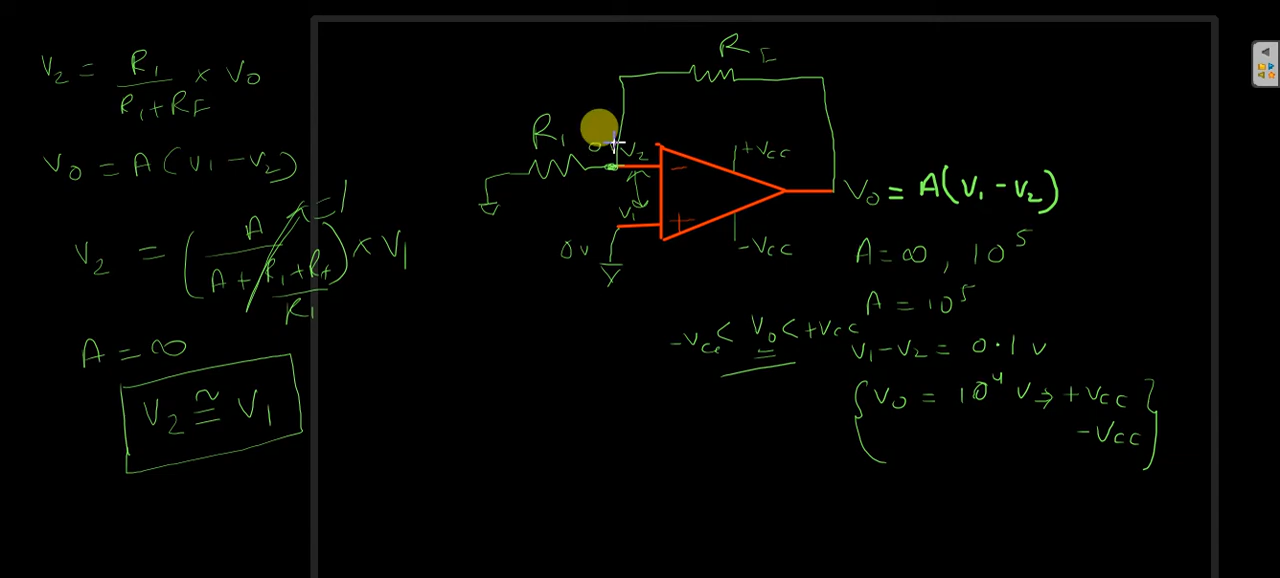 V2 = R1 / R1+RF × V0
V0 = A(V1 - V2)
V2 = (A / A + R1+Rf / R1) × V1
= 1
A = ∞
V2 ≅ V1
RF
R1
0V
V2
-
+VCC
V1
+
-VCC
0V
V0 = A(V1 - V2)
A = ∞, 10^5
A = 10^5
-VCC < V0 < +VCC
V1 - V2 = 0.1 V
{V0 = 10^4 V → +VCC
-VCC}